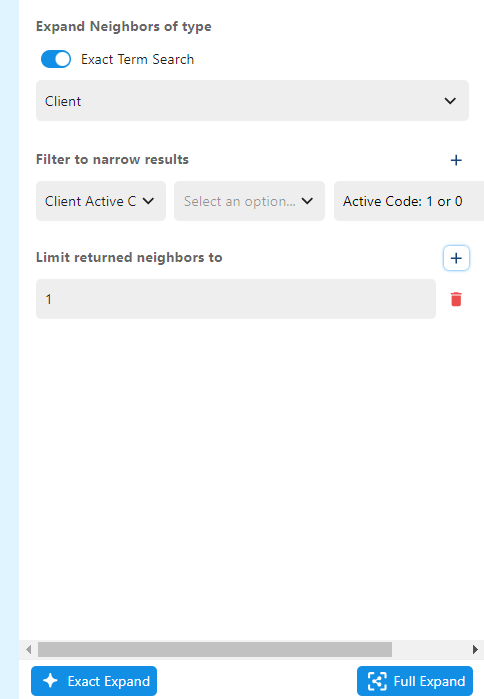 Expand Neighbors of type
Exact Term Search
Client
Filter to narrow results
Client Active C
Select an option...
Active Code: 1 or 0
Limit returned neighbors to
1
Exact Expand
Full Expand